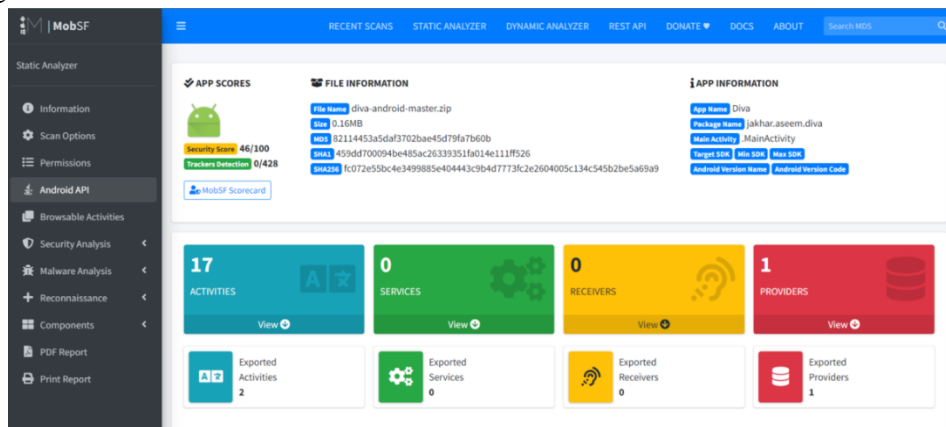 MobSF
RECENT SCANS STATIC ANALYZER DYNAMIC ANALYZER REST API DONATE ♥ DOCS ABOUT Search MD5
Static Analyzer
Information
Scan Options
Permissions
Android API
Browsable Activities
Security Analysis
Malware Analysis
Reconnaissance
Components
PDF Report
Print Report
APP SCORES
Security Score 46/100
Trackers Detection 0/428
MobSF Scorecard
FILE INFORMATION
File Name diva-android-master.zip
Size 0.16MB
MD5 82114453a5daf3702bae45d79fa7b60b
SHA1 459dd700094be485ac26339351fa014e111ff526
SHA256 fc072e55bc4e3499885e404443c9b4d7773fc2e2604005c134c545b2be5a69a9
APP INFORMATION
App Name Diva
Package Name jakhar.aseem.diva
Main Activity .MainActivity
Target SDK Min SDK Max SDK
Android Version Name Android Version Code
17
ACTIVITIES
View
0
SERVICES
View
0
RECEIVERS
View
1
PROVIDERS
View
Exported
Activities
2
Exported
Services
0
Exported
Receivers
0
Exported
Providers
1